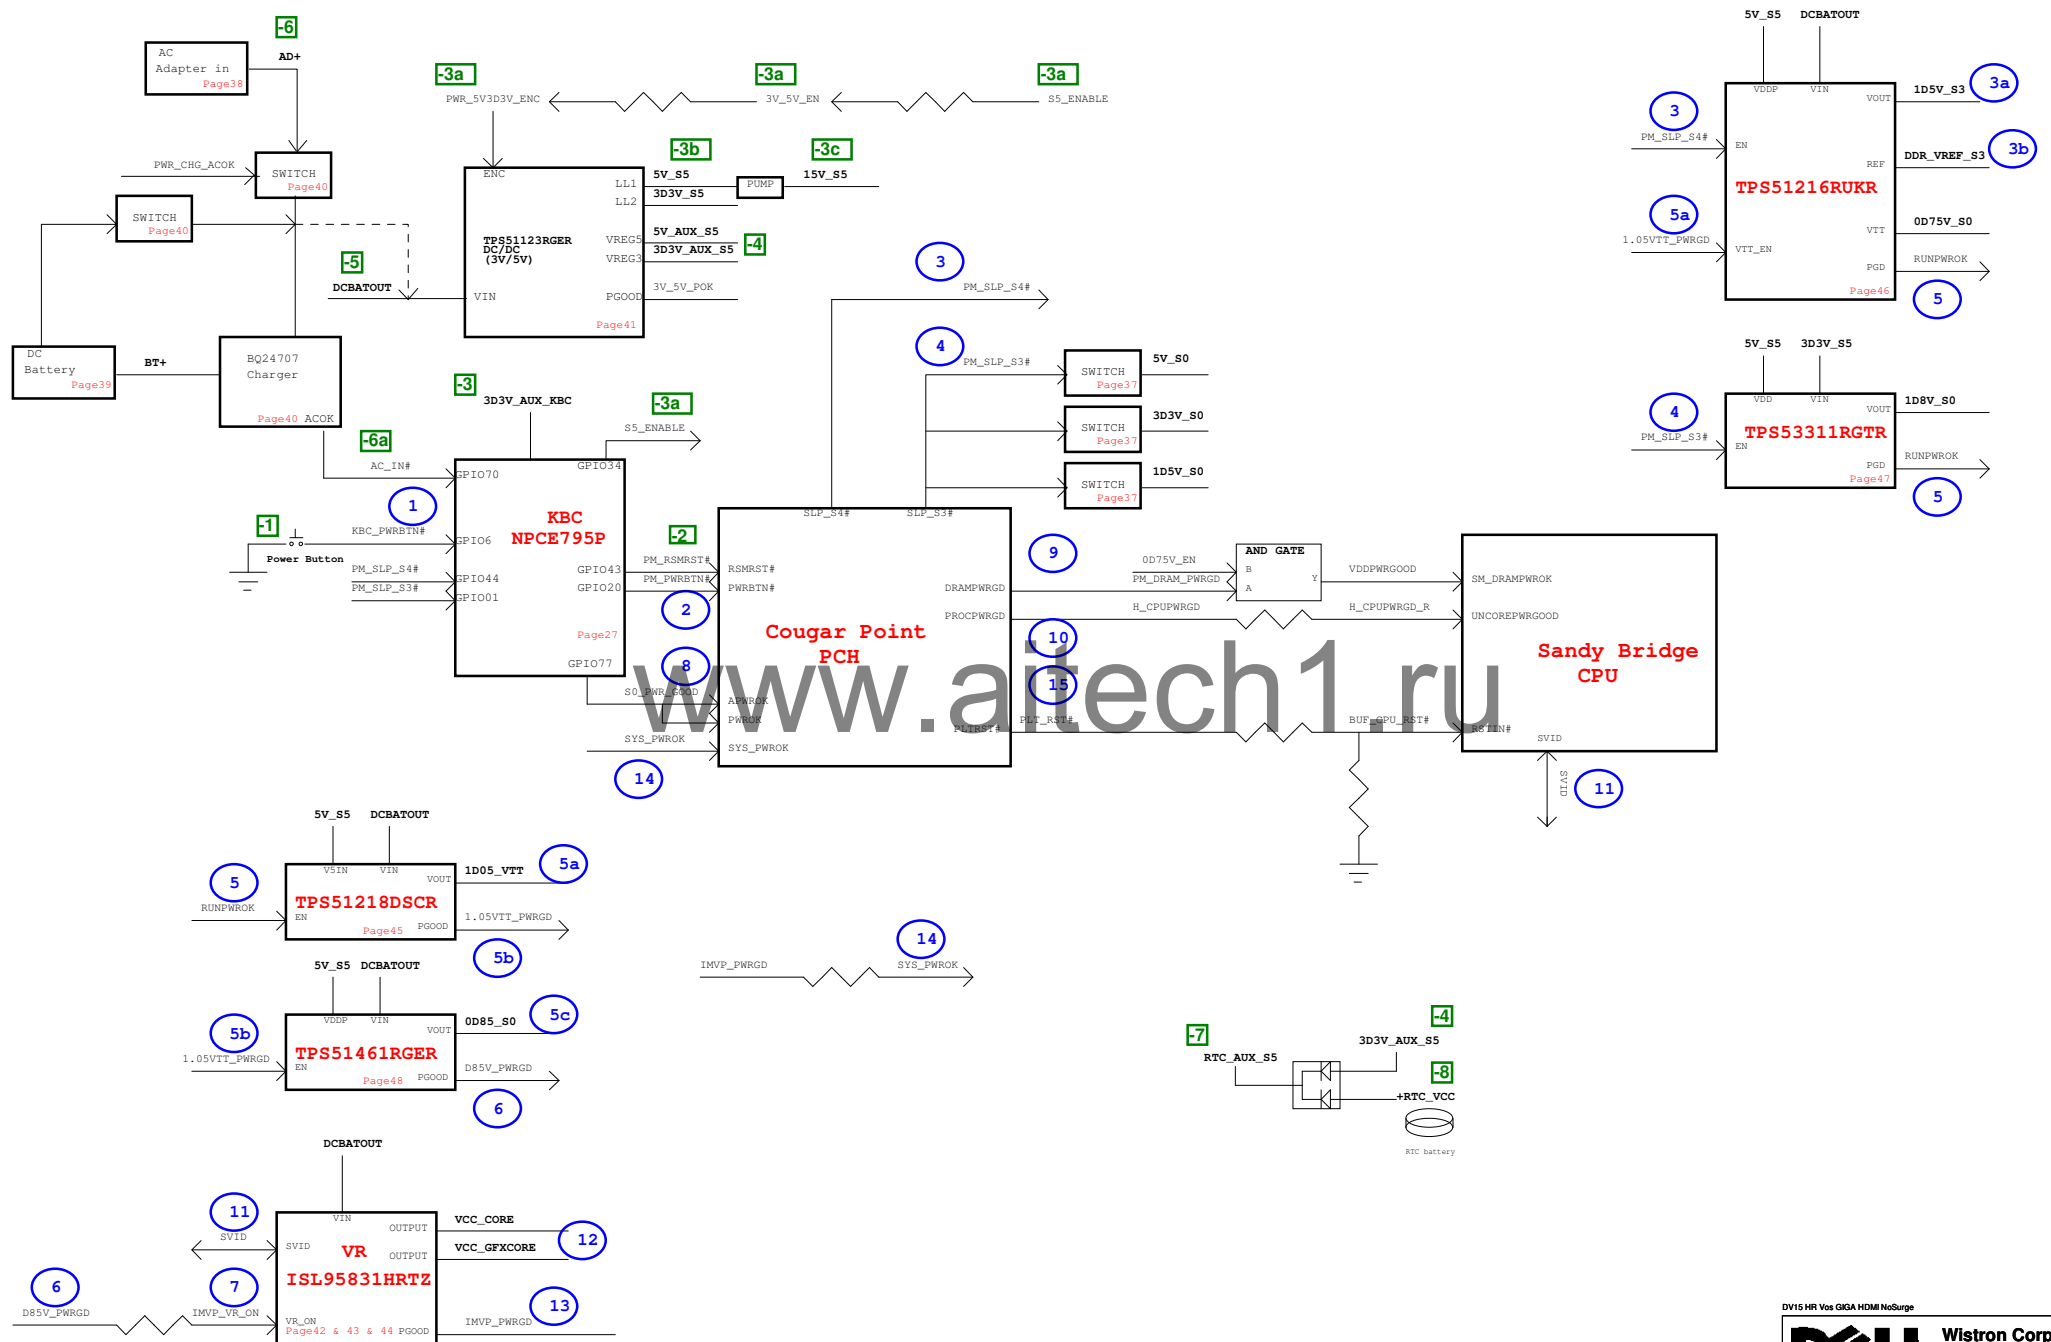 -6
AC
Adapter in
Page38
AD+
PWR_CHG_ACOK
SWITCH
Page40
SWITCH
Page40
-5
DCBATOUT
DC
Battery
Page39
BT+
BQ24707
Charger
Page40 ACOK
-3a
PWR_5V3D3V_ENC
-3a
3V_5V_EN
-3a
S5_ENABLE
ENC
TPS51123RGER
DC/DC
(3V/5V)
VIN
LL1
LL2
VREG5
VREG3
PGOOD
Page41
-3b
5V_S5
3D3V_S5
PUMP
-3c
15V_S5
5V_AUX_S5
3D3V_AUX_S5
-4
3V_5V_POK
5V_S5 DCBATOUT
VDDP VIN
3
PM_SLP_S4#
EN
5a
1.05VTT_PWRGD
VTT_EN
TPS51216RUKR
VOUT
REF
VTT
PGD
Page46
1D5V_S3
3a
DDR_VREF_S3
3b
0D75V_S0
RUNPWROK
5
5V_S5 3D3V_S5
VDD VIN
4
PM_SLP_S3#
EN
TPS53311RGTR
VOUT
PGD
Page47
1D8V_S0
RUNPWROK
5
3
PM_SLP_S4#
4
PM_SLP_S3#
SWITCH
Page37
5V_S0
SWITCH
Page37
3D3V_S0
SWITCH
Page37
1D5V_S0
-3
3D3V_AUX_KBC
-3a
S5_ENABLE
-6a
AC_IN#
1
-1
KBC_PWRBTN#
Power Button
PM_SLP_S4#
PM_SLP_S3#
GPIO70
GPIO34
KBC
NPCE795P
GPIO6
GPIO44
GPIO01
GPIO43
GPIO20
Page27
GPIO77
-2
PM_RSMRST#
PM_PWRBTN#
2
8
S0_PWR_GOOD
SYS_PWROK
14
SLP_S4# SLP_S3#
RSMRST#
PWRBTN#
Cougar Point
PCH
APWROK
PWROK
SYS_PWROK
DRAMPWRGD
PROCPWRGD
PLTRST#
9
10
15
0D75V_EN
PM_DRAM_PWRGD
AND GATE
B
A
Y
VDDPWRGOOD
H_CPUPWRGD
H_CPUPWRGD_R
PLT_RST#
BUF_CPU_RST#
SM_DRAMPWROK
UNCOREPWRGOOD
Sandy Bridge
CPU
RSTIN#
SVID
SVID
11
www.aitech1.ru
5V_S5 DCBATOUT
V5IN VIN
5
RUNPWROK
EN
TPS51218DSCR
Page45
VOUT
PGOOD
1D05_VTT
5a
1.05VTT_PWRGD
5b
5V_S5 DCBATOUT
VDDP VIN
5b
1.05VTT_PWRGD
EN
TPS51461RGER
Page48
VOUT
PGOOD
0D85_S0
5c
D85V_PWRGD
6
IMVP_PWRGD
14
SYS_PWROK
-7
RTC_AUX_S5
-4
3D3V_AUX_S5
-8
+RTC_VCC
RTC battery
DCBATOUT
VIN
11
SVID
SVID
VR
ISL95831HRTZ
OUTPUT
OUTPUT
VCC_CORE
VCC_GFXCORE
12
6
D85V_PWRGD
7
IMVP_VR_ON
VR_ON
Page42 & 43 & 44 PGOOD
13
IMVP_PWRGD
DV15 HR Vos GIGA HDMI NoSurge
DELL
Wistron Corp